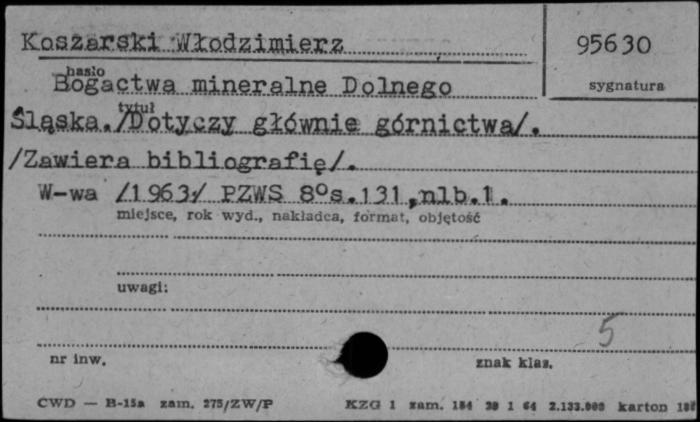 Koszarski Włodzimierz
95630
hasło
sygnatura
Bogactwa mineralne Dolnego
tytuł
Śląska./Dotyczy głównie górnictwa/.
/Zawiera bibliografię/.
W-wa /1963/ PZWS 8°s.131,nlb.1.
miejsce, rok wyd., nakładca, format, objętość
uwagi:
5
nr inw.
znak klas.
CWD — B-15a zam. 275/ZW/P
KZG 1 zam. 184 20 1 64 2.133.000 karton